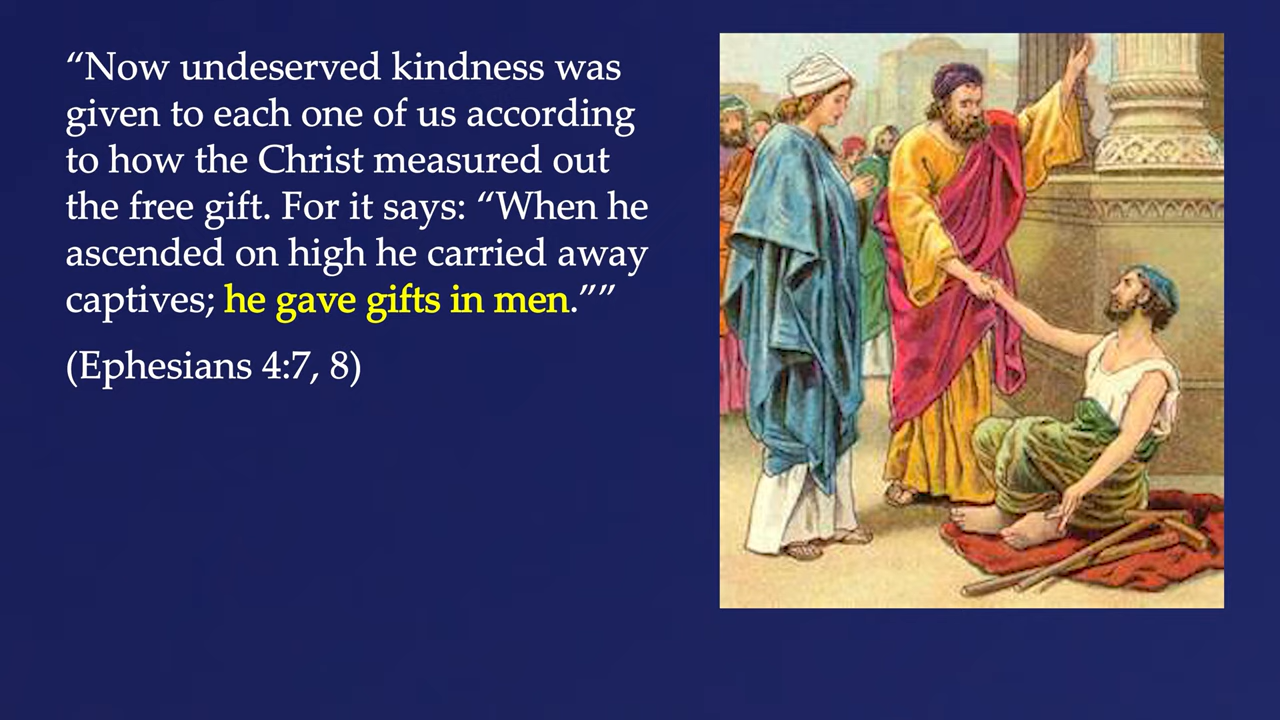 “Now undeserved kindness was
given to each one of us according
to how the Christ measured out
the free gift. For it says: “When he
ascended on high he carried away
captives; he gave gifts in men.””
(Ephesians 4:7, 8)